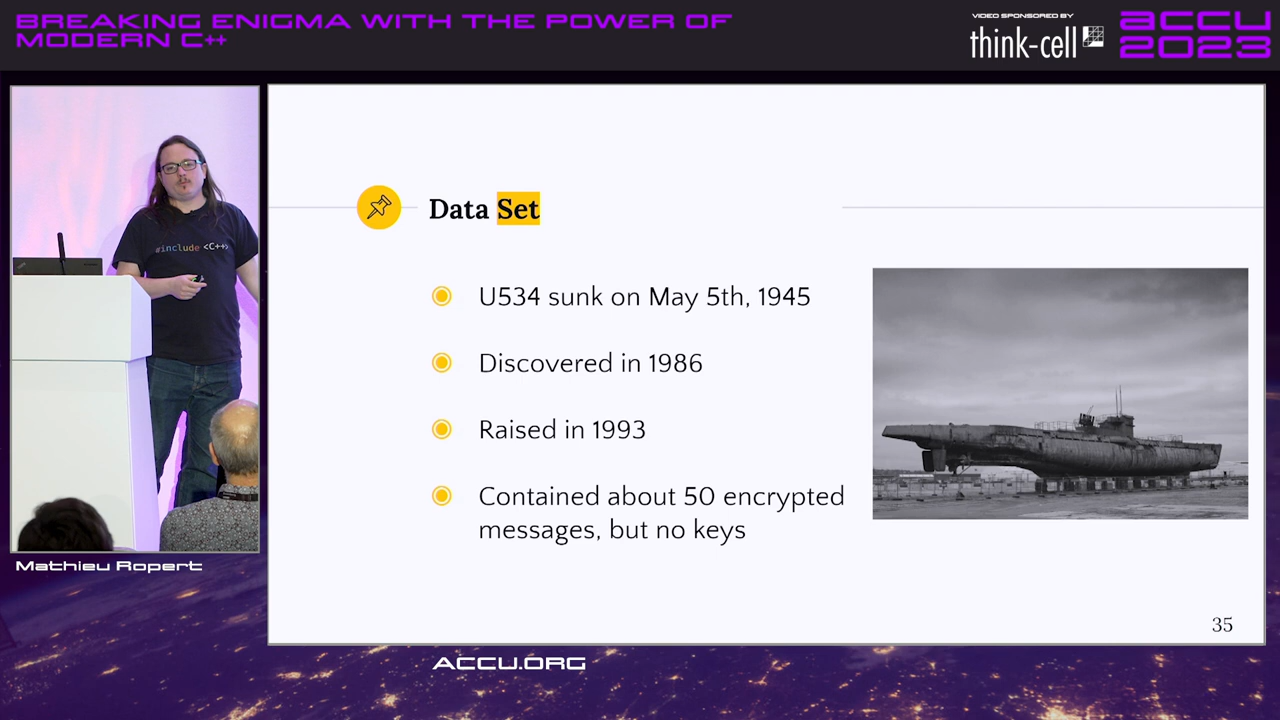 BREAKING ENIGMA WITH THE POWER OF
MODERN C++
VIDEO SPONSORED BY
think-cell
accu
2023
#include <C++>
Data Set
U534 sunk on May 5th, 1945
Discovered in 1986
Raised in 1993
Contained about 50 encrypted
messages, but no keys
35
Mathieu Ropert
ACCU.ORG